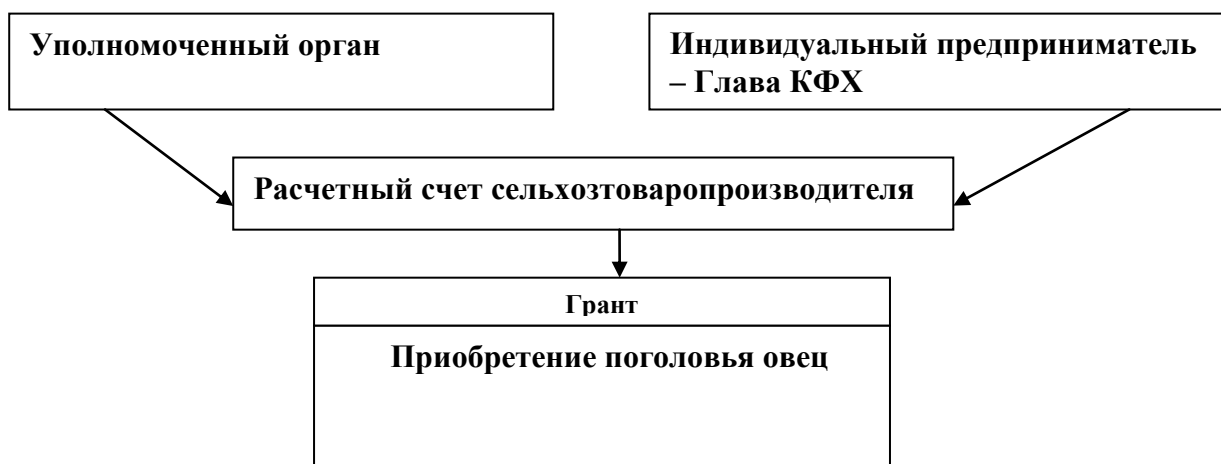 Уполномоченный орган
Индивидуальный предприниматель
– Глава КФХ
Расчетный счет сельхозтоваропроизводителя
Грант
Приобретение поголовья овец